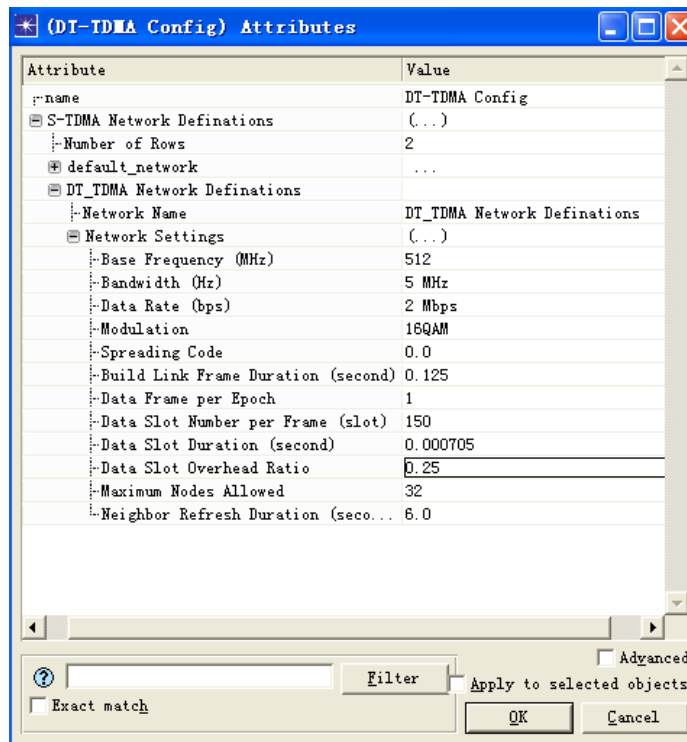 (DT-TDMA Config) Attributes
Attribute Value
name DT-TDMA Config
S-TDMA Network Definations (...)
Number of Rows 2
default_network ...
DT_TDMA Network Definations
Network Name DT_TDMA Network Definations
Network Settings (...)
Base Frequency (MHz) 512
Bandwidth (Hz) 5 MHz
Data Rate (bps) 2 Mbps
Modulation 16QAM
Spreading Code 0.0
Build Link Frame Duration (second) 0.125
Data Frame per Epoch 1
Data Slot Number per Frame (slot) 150
Data Slot Duration (second) 0.000705
Data Slot Overhead Ratio 0.25
Maximum Nodes Allowed 32
Neighbor Refresh Duration (seco... 6.0
Advanced
Filter
Apply to selected objects
Exact match
OK Cancel